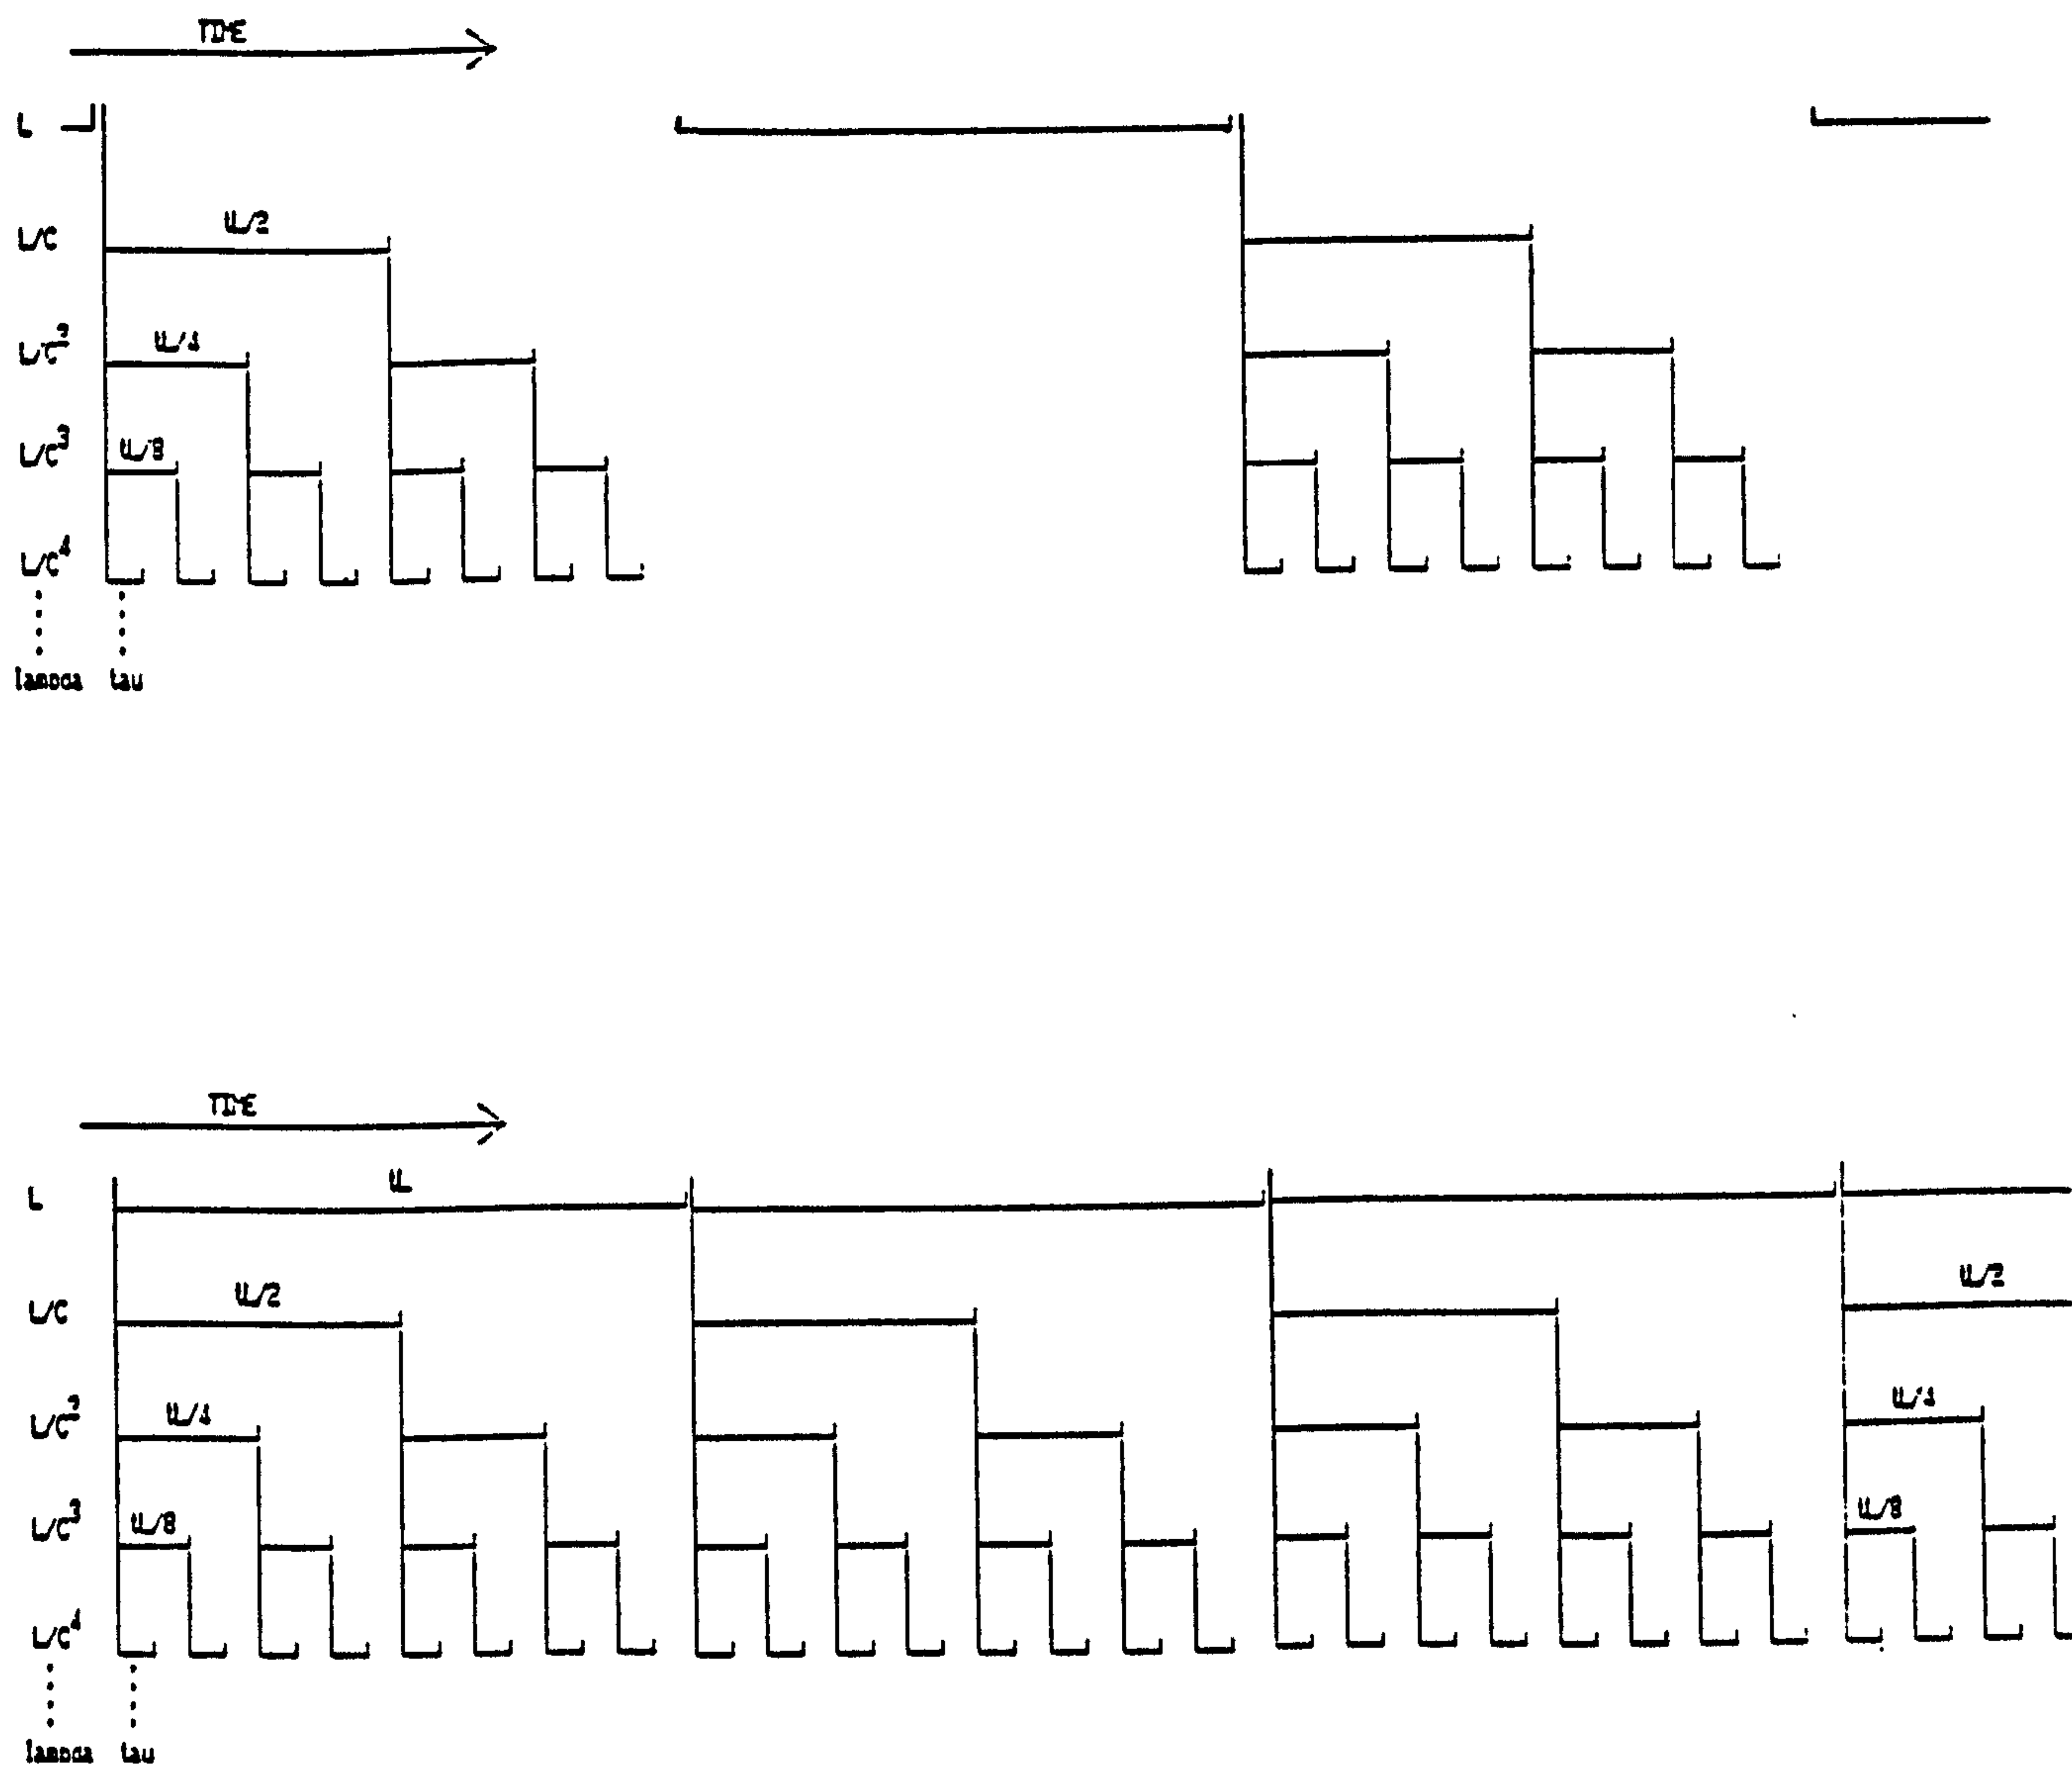 TIME
L
L/C
tL/2
L/C²
tL/4
L/C³
tL/8
L/C⁴
lambda tau
TIME
L
tL
L/C
tL/2
tL/2
L/C²
tL/4
tL/4
L/C³
tL/8
tL/8
L/C⁴
lambda tau